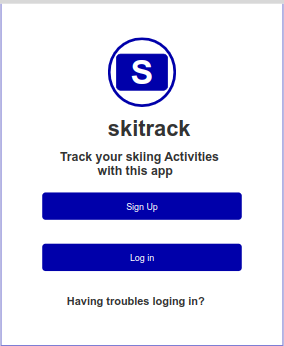 S
skitrack
Track your skiing Activities
with this app
Sign Up
Log in
Having troubles loging in?